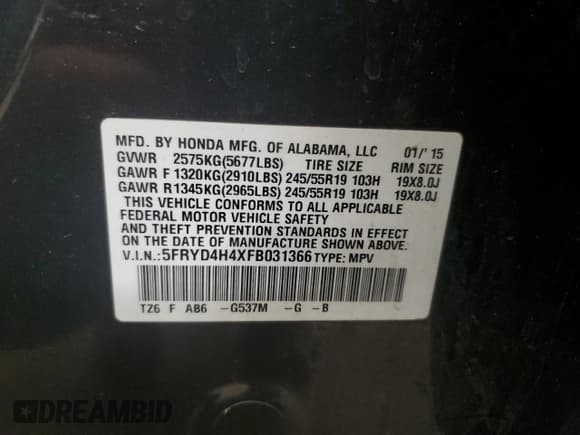 MFD. BY HONDA MFG. OF ALABAMA, LLC 01/' 15
GVWR 2575KG(5677LBS) TIRE SIZE RIM SIZE
GAWR F 1320KG(2910LBS) 245/55R19 103H 19X8.0J
GAWR R 1345KG(2965LBS) 245/55R19 103H 19X8.0J
THIS VEHICLE CONFORMS TO ALL APPLICABLE
FEDERAL MOTOR VEHICLE SAFETY
AND THEFT PREVENTION STANDARDS IN EFFECT
ON THE DATE OF MANUFACTURE SHOWN ABOVE.
V.I.N.:5FRYD4H4XFB031366 TYPE: MPV
TZ6 F AB6 -G537M -G -B
DREAMBID